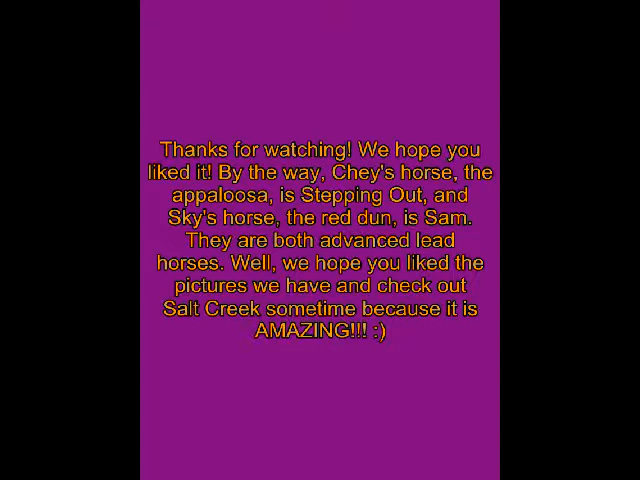 Thanks for watching! We hope you
liked it! By the way, Chey's horse, the
appaloosa, is Stepping Out, and
Sky's horse, the red dun, is Sam.
They are both advanced lead
horses. Well, we hope you liked the
pictures we have and check out
Salt Creek sometime because it is
AMAZING!!! :)